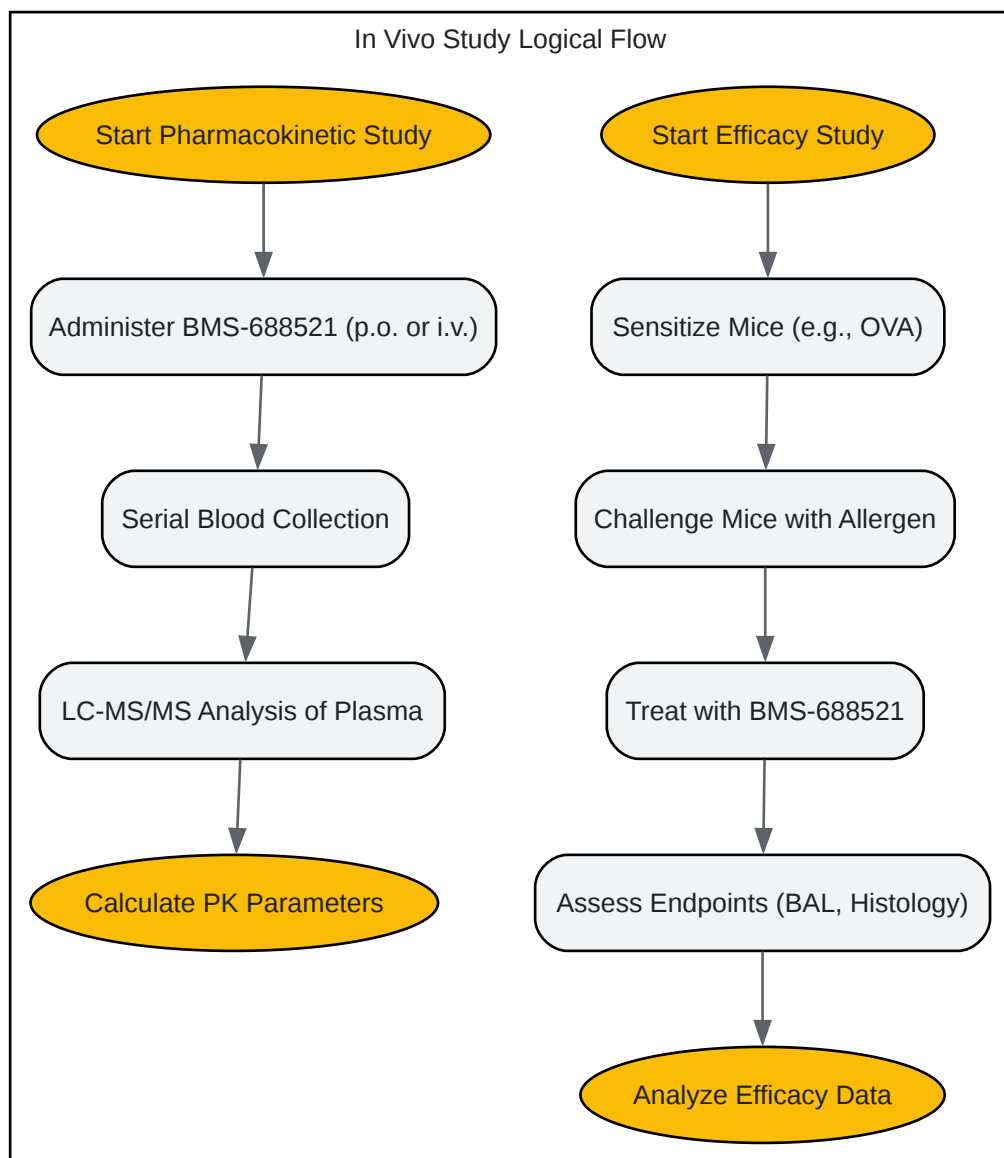 In Vivo Study Logical Flow
Start Pharmacokinetic Study
Administer BMS-688521 (p.o. or i.v.)
Serial Blood Collection
LC-MS/MS Analysis of Plasma
Calculate PK Parameters
Start Efficacy Study
Sensitize Mice (e.g., OVA)
Challenge Mice with Allergen
Treat with BMS-688521
Assess Endpoints (BAL, Histology)
Analyze Efficacy Data